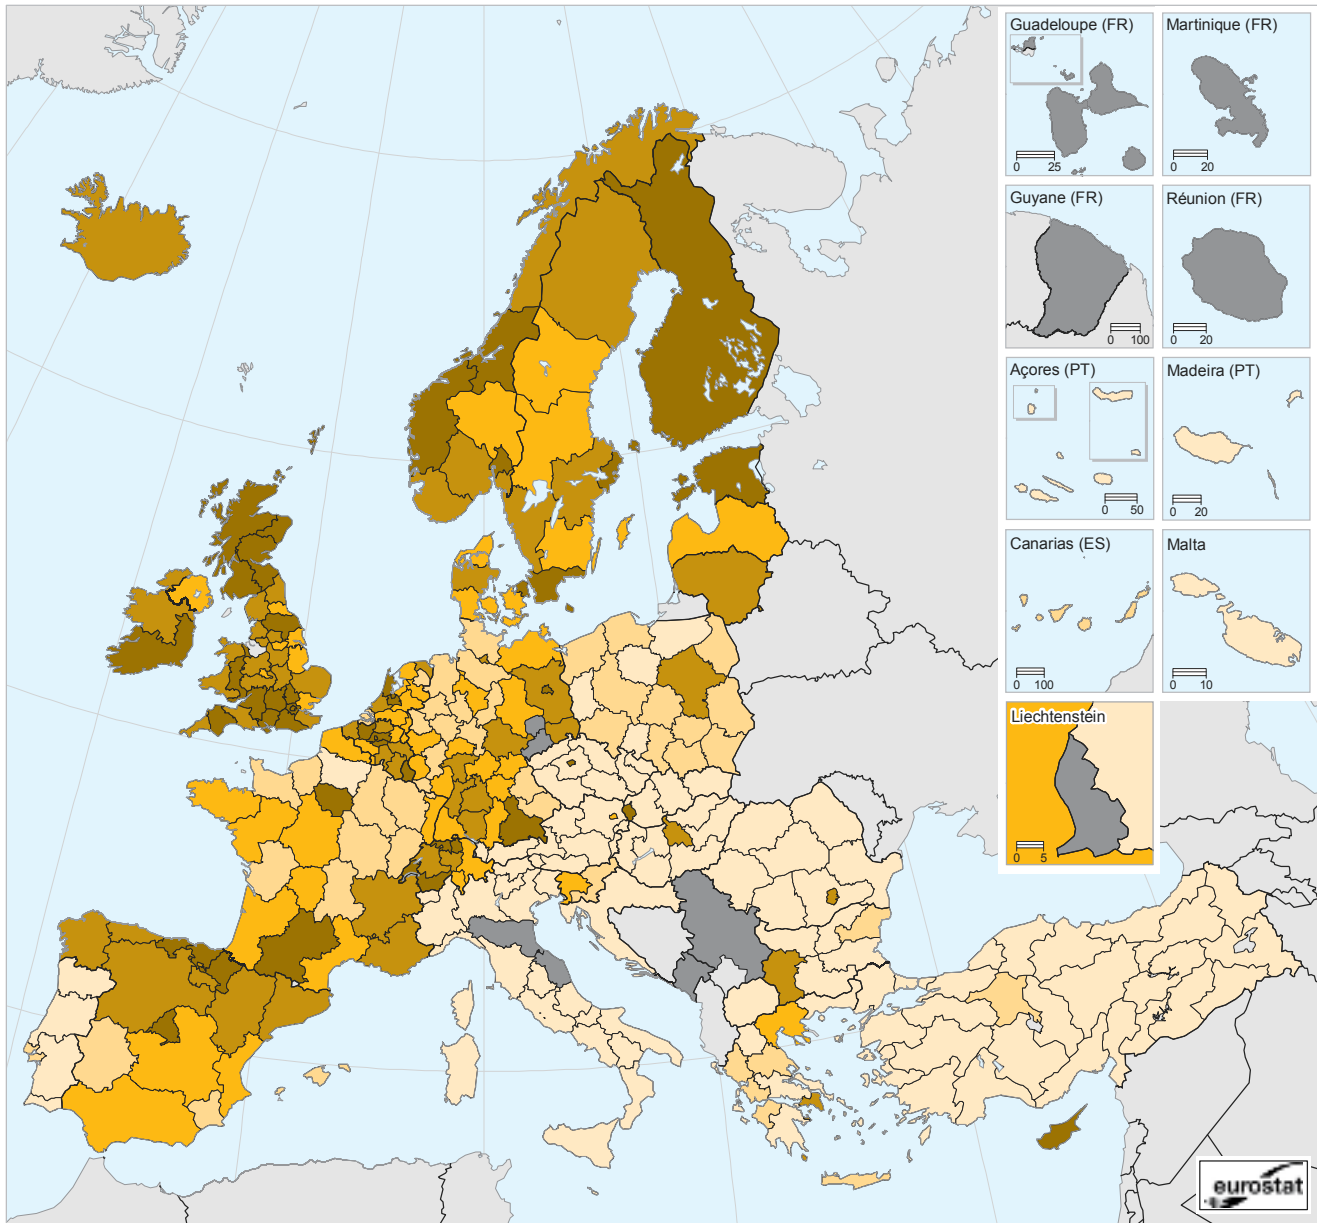 Guadeloupe (FR)
0 25
Martinique (FR)
0 20
Guyane (FR)
0 100
Réunion (FR)
0 20
Açores (PT)
0 50
Madeira (PT)
0 20
Canarias (ES)
0 100
Malta
0 10
Liechtenstein
0 5
eurostat